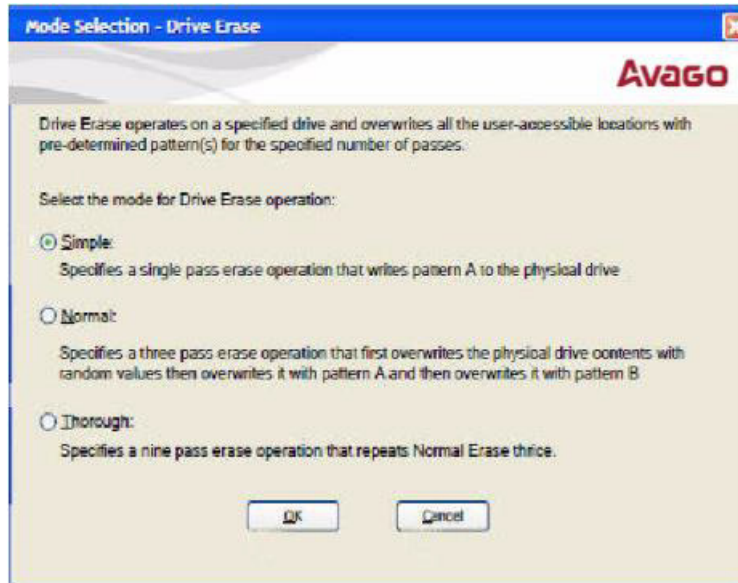 Mode Selection - Drive Erase
AVAGO
Drive Erase operates on a specified drive and overwrites all the user-accessible locations with
pre-determined pattern(s) for the specified number of passes.
Select the mode for Drive Erase operation:
Simple:
Specifies a single pass erase operation that writes pattern A to the physical drive
Normal:
Specifies a three pass erase operation that first overwrites the physical drive contents with
random values then overwrites it with pattern A and then overwrites it with pattern B
Thorough:
Specifies a nine pass erase operation that repeats Normal Erase thrice.
OK Cancel